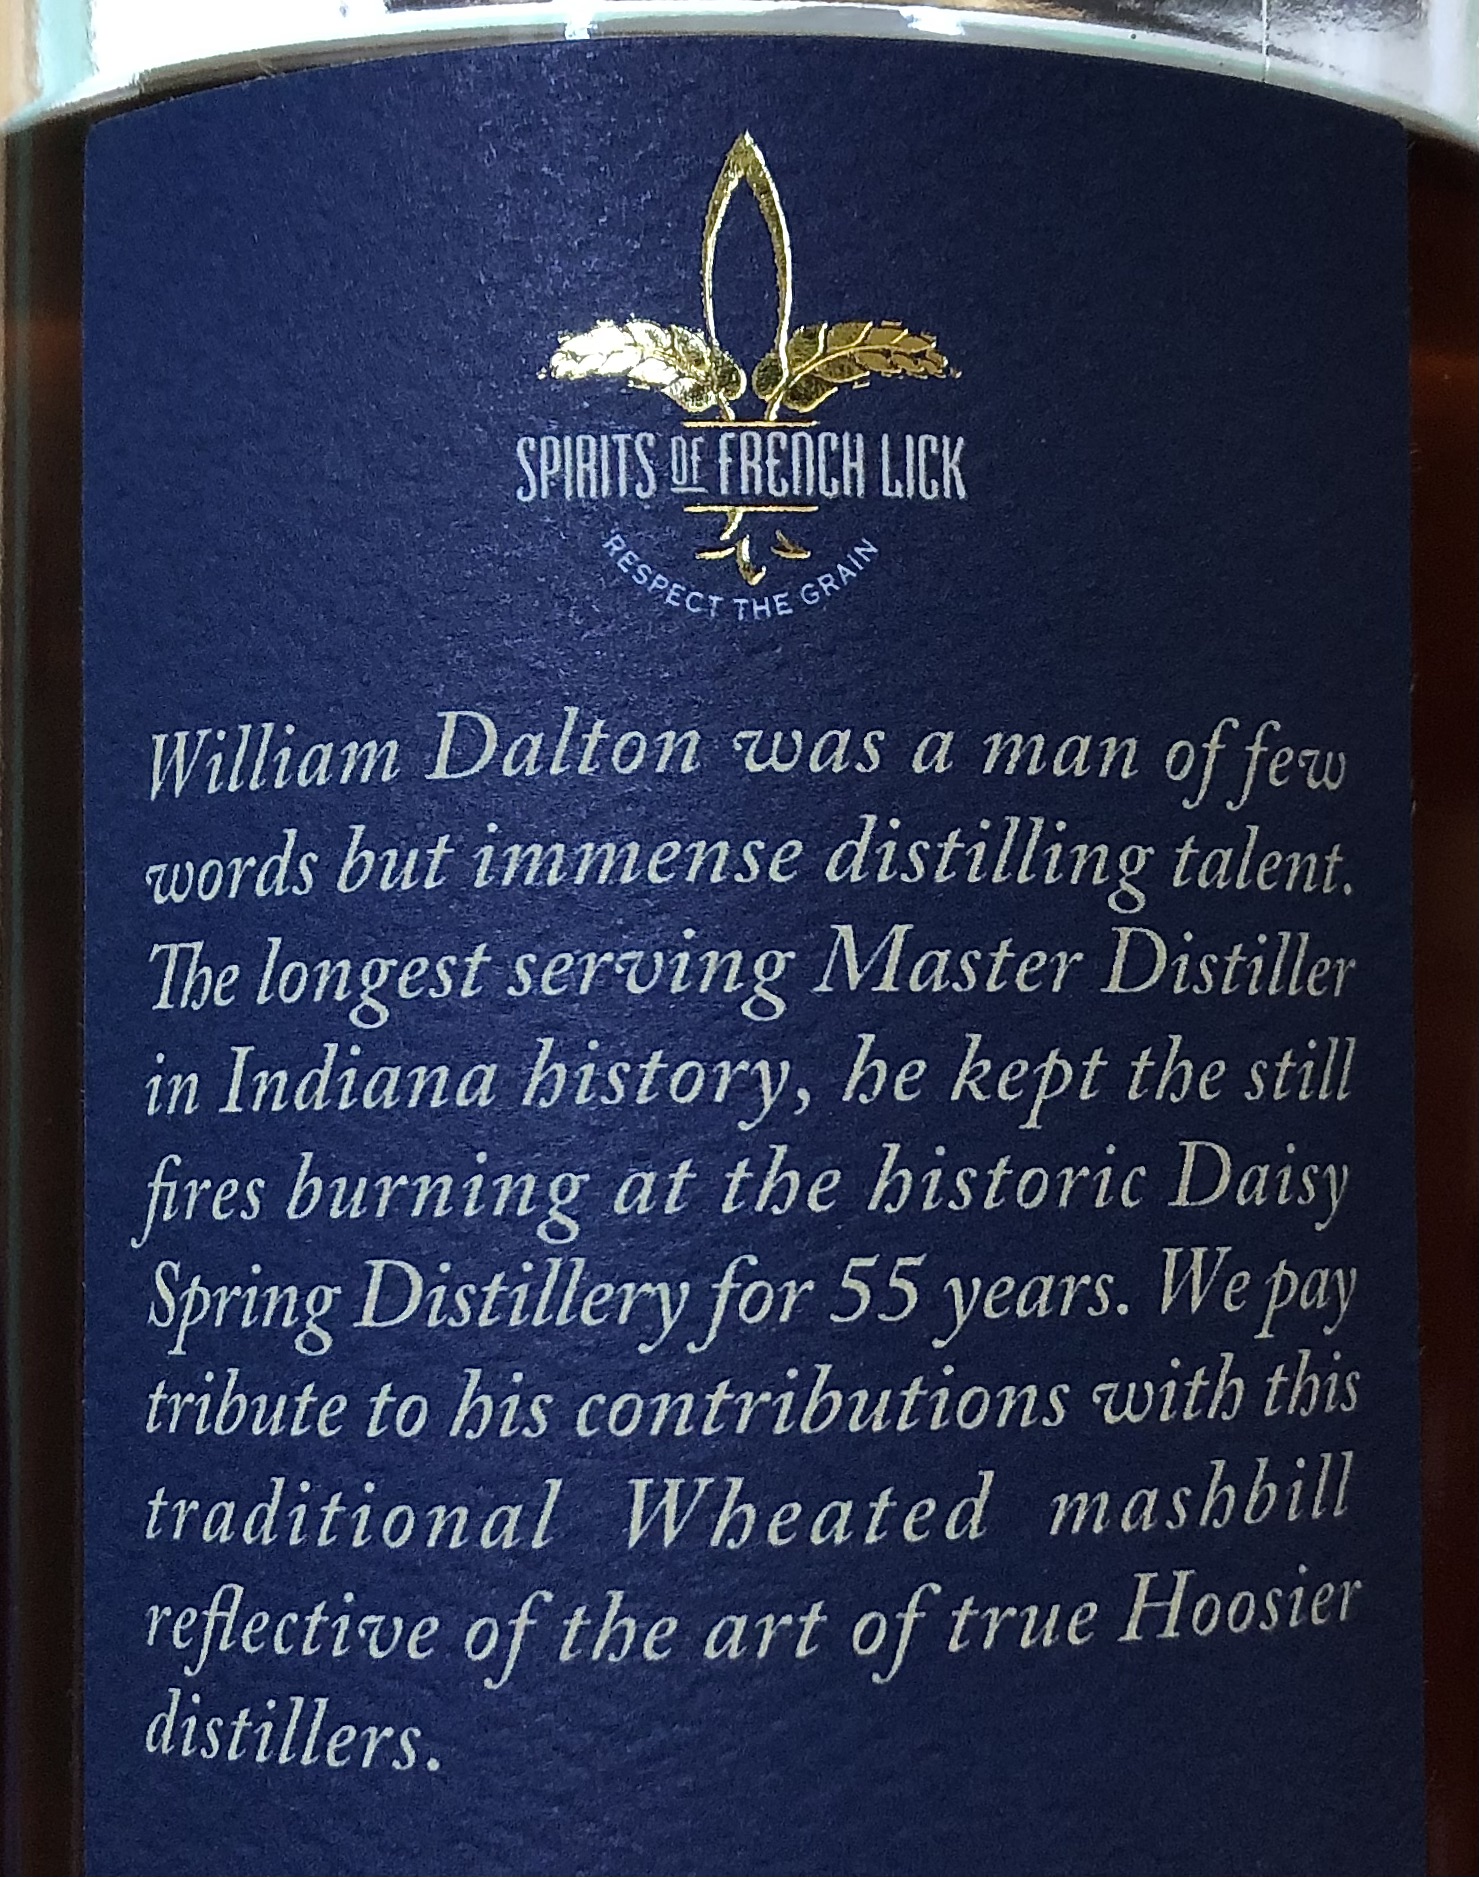 SPIRITS OF FRENCH LICK
RESPECT THE GRAIN
William Dalton was a man of few
words but immense distilling talent.
The longest serving Master Distiller
in Indiana history, he kept the still
fires burning at the historic Daisy
Spring Distillery for 55 years. We pay
tribute to his contributions with this
traditional Wheated mashbill
reflective of the art of true Hoosier
distillers.